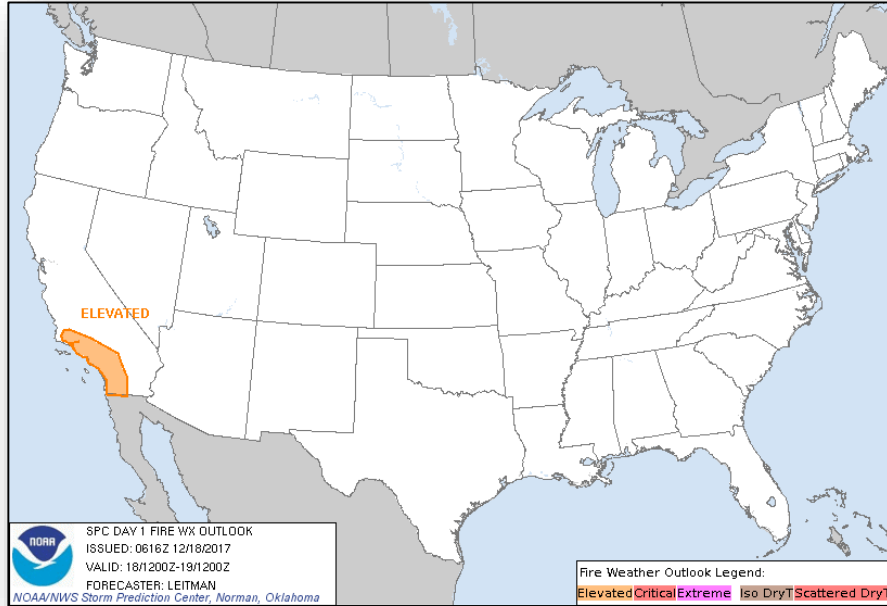 ELEVATED
NOAA
SPC DAY 1 FIRE WX OUTLOOK
ISSUED: 0616Z 12/18/2017
VALID: 18/1200Z-19/1200Z
FORECASTER: LEITMAN
NOAA/NWS Storm Prediction Center, Norman, Oklahoma
Fire Weather Outlook Legend:
Elevated Critical Extreme Iso DryT Scattered DryT